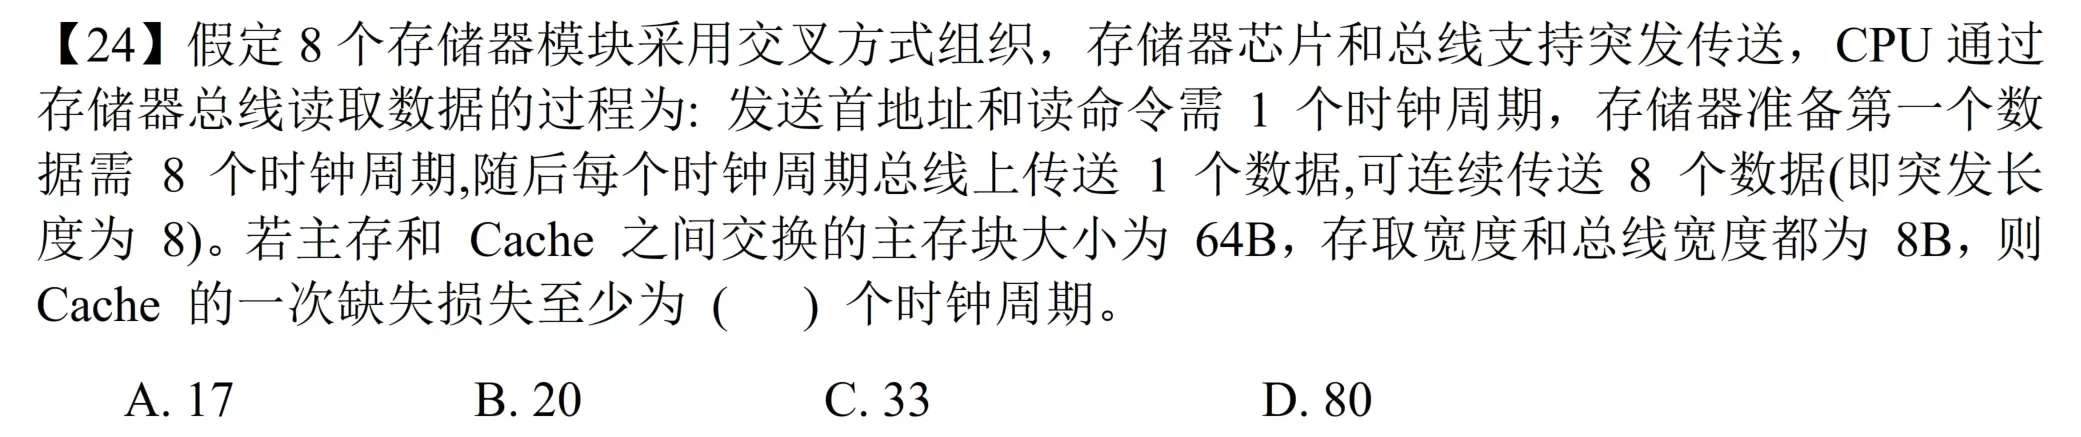 【24】假定 8 个存储器模块采用交叉方式组织，存储器芯片和总线支持突发传送，CPU 通过
存储器总线读取数据的过程为: 发送首地址和读命令需 1 个时钟周期，存储器准备第一个数
据需 8 个时钟周期,随后每个时钟周期总线上传送 1 个数据,可连续传送 8 个数据(即突发长
度为 8)。若主存和 Cache 之间交换的主存块大小为 64B，存取宽度和总线宽度都为 8B，则
Cache 的一次缺失损失至少为 ( ) 个时钟周期。
A. 17 B. 20 C. 33 D. 80